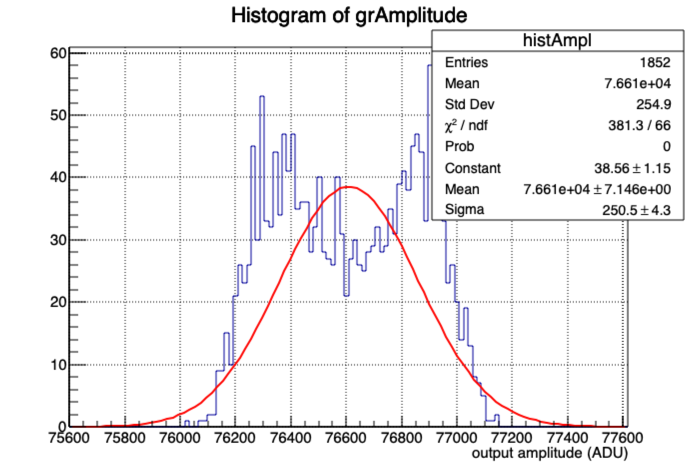 Histogram of grAmplitude
histAmpl
Entries 1852
Mean 7.661e+04
Std Dev 254.9
χ² / ndf 381.3 / 66
Prob 0
Constant 38.56 ± 1.15
Mean 7.661e+04 ± 7.146e+00
Sigma 250.5 ± 4.3
60
50
40
30
20
10
0
75600 75800 76000 76200 76400 76600 76800 77000 77200 77400 77600
output amplitude (ADU)